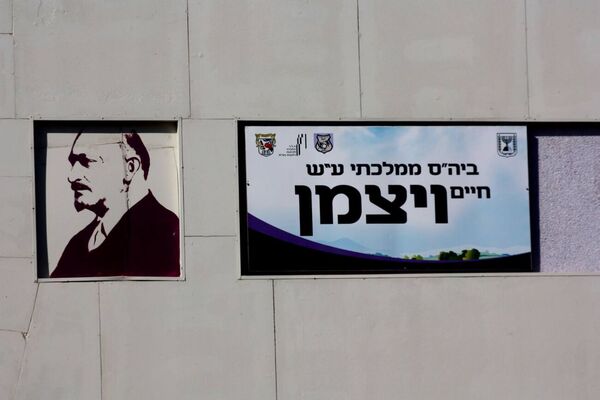 ביה"ס ממלכתי ע"ש
חיים ויצמן